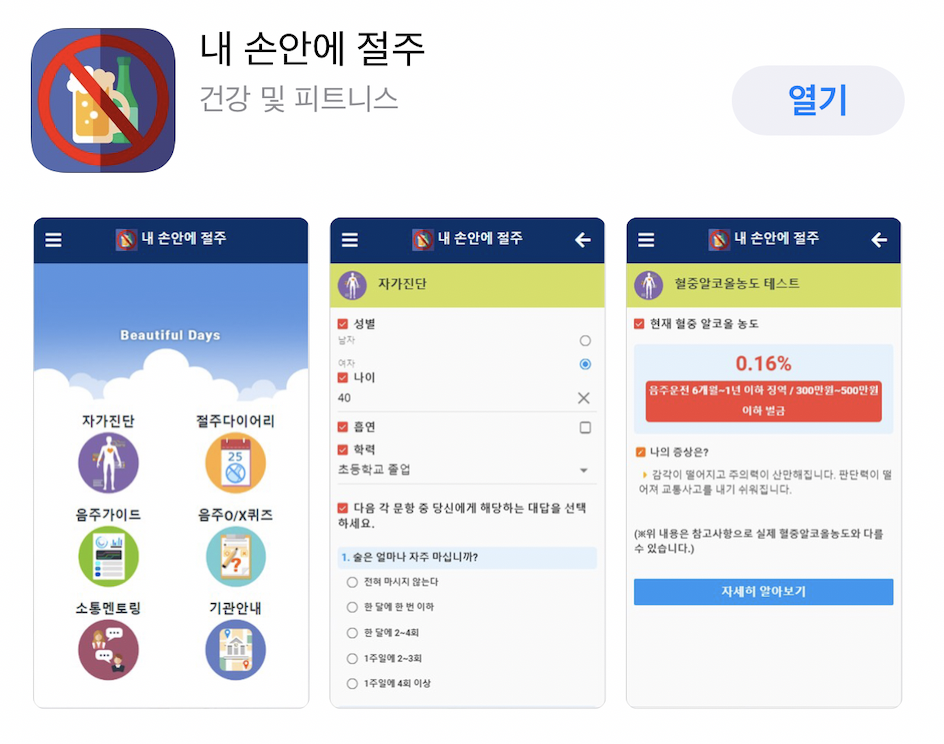 내 손안에 절주
건강 및 피트니스
열기
내 손안에 절주
Beautiful Days
자가진단
절주다이어리
25
음주가이드
음주O/X퀴즈
소통멘토링
기관안내
내 손안에 절주
자가진단
성별
남자
여자
나이
40
흡연
학력
초등학교 졸업
다음 각 문항 중 당신에게 해당하는 대답을 선택
하세요.
1. 술은 얼마나 자주 마십니까?
전혀 마시지 않는다
한 달에 한 번 이하
한 달에 2~4회
1주일에 2~3회
1주일에 4회 이상
내 손안에 절주
혈중알코올농도 테스트
현재 혈중 알코올 농도
0.16%
음주운전 6개월~1년 이하 징역 / 300만원~500만원
이하 벌금
나의 증상은?
감각이 떨어지고 주의력이 산만해집니다. 판단력이 떨
어져 교통사고를 내기 쉬워집니다.
(※위 내용은 참고사항으로 실제 혈중알코올농도와 다를
수 있습니다.)
자세히 알아보기